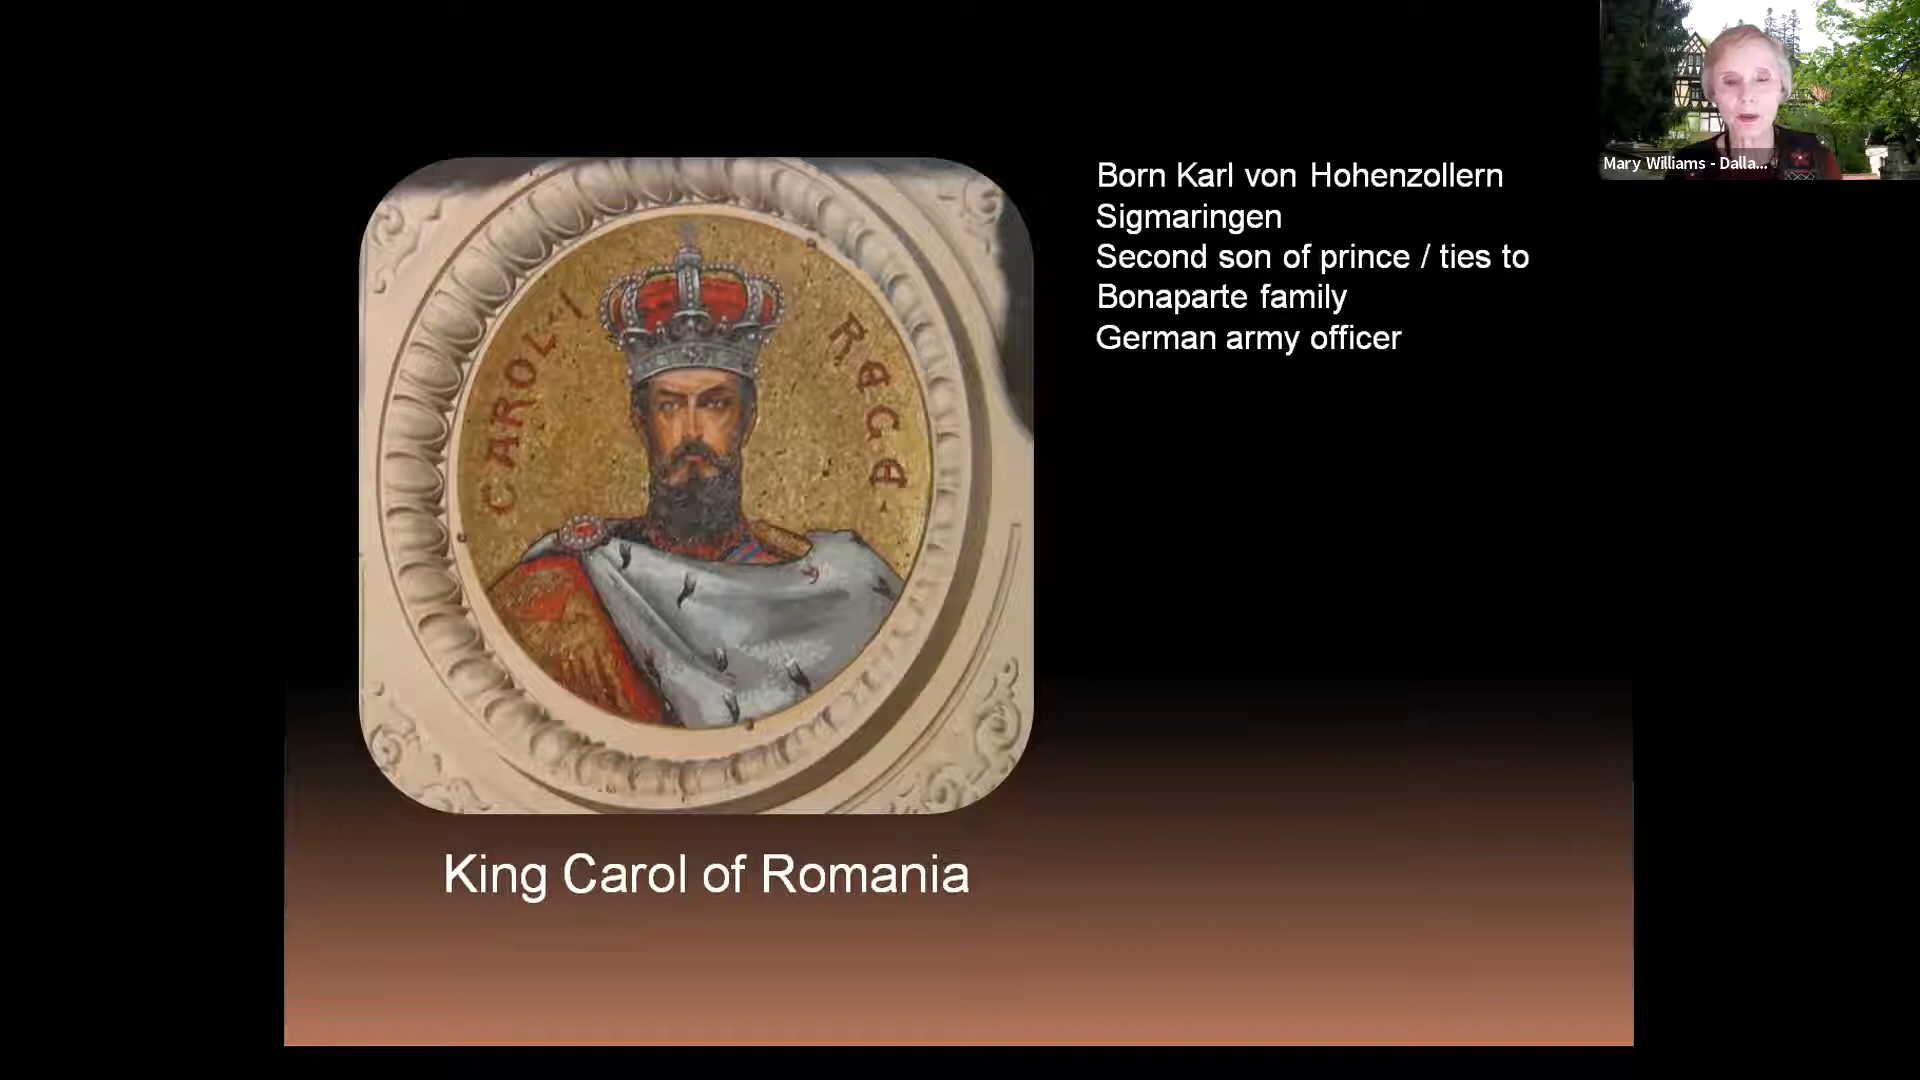 Born Karl von Hohenzollern
Sigmaringen
Second son of prince / ties to
Bonaparte family
German army officer
CAROL·I
REGE
King Carol of Romania
Mary Williams - Dalla...